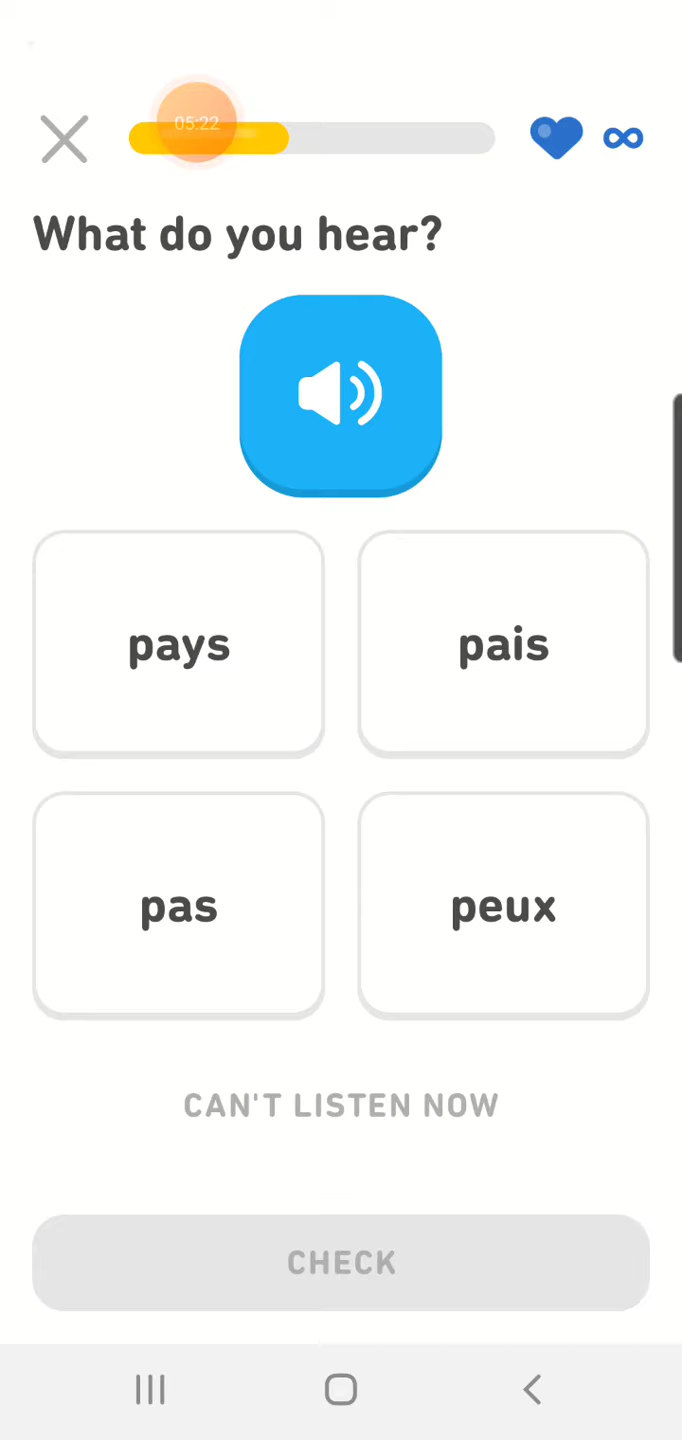 05:22
What do you hear?
pays
pais
pas
peux
CAN'T LISTEN NOW
CHECK